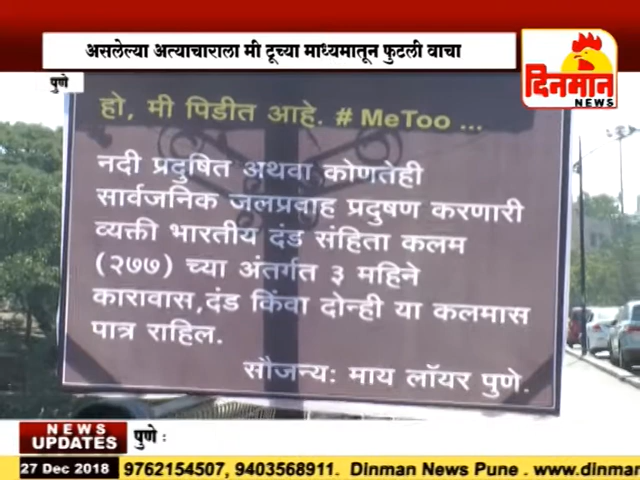 असलेल्या अत्याचाराला मी टूच्या माध्यमातून फुटली वाचा
दिनमान
NEWS
पुणे
हो, मी पिडीत आहे. # MeToo ...
नदी प्रदुषित अथवा कोणतेही
सार्वजनिक जलप्रवाह प्रदुषण करणारी
व्यक्ती भारतीय दंड संहिता कलम
(२७७) च्या अंतर्गत ३ महिने
कारावास,दंड किंवा दोन्ही या कलमास
पात्र राहिल.
सौजन्य: माय लॉयर पुणे.
NEWS
UPDATES
पुणे :
27 Dec 2018
9762154507, 9403568911. Dinman News Pune . www.dinman